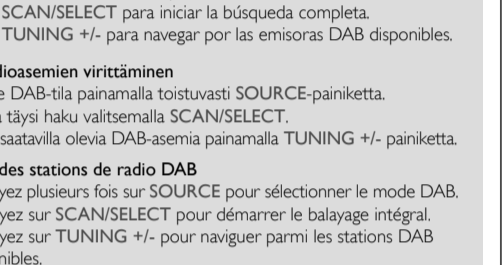 SCAN/SELECT para iniciar la búsqueda completa.
TUNING +/- para navegar por las emisoras DAB disponibles.
dioasemien virittäminen
e DAB-tila painamalla toistuvasti SOURCE-painiketta.
täysi haku valitsemalla SCAN/SELECT.
saatavilla olevia DAB-asemia painamalla TUNING +/- painiketta.
des stations de radio DAB
yez plusieurs fois sur SOURCE pour sélectionner le mode DAB.
yez sur SCAN/SELECT pour démarrer le balayage intégral.
yez sur TUNING +/- pour naviguer parmi les stations DAB
nibles.